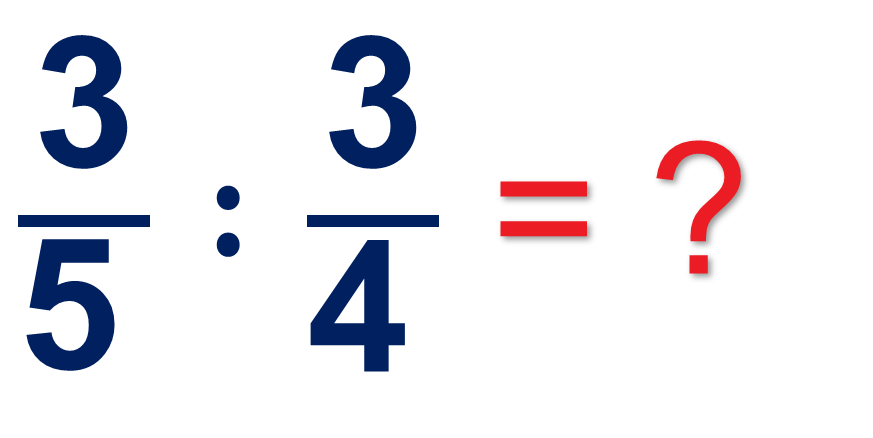 3/5 : 3/4 = ?